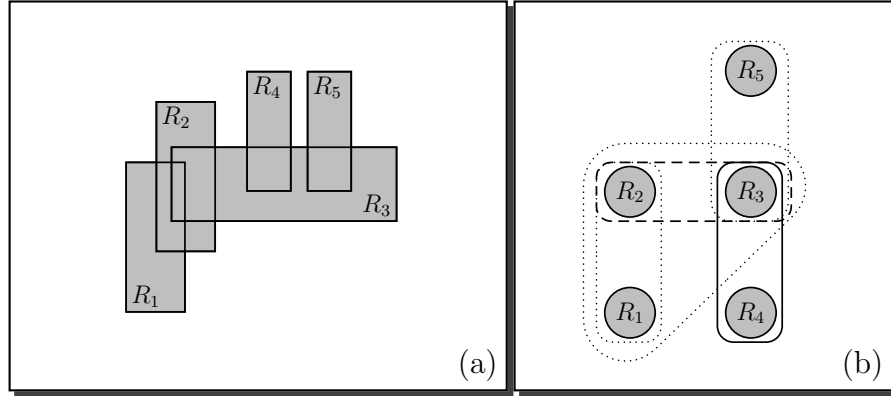 R₄ R₅
R₂
R₃
R₁
(a)
R₅
R₂ R₃
R₁ R₄
(b)